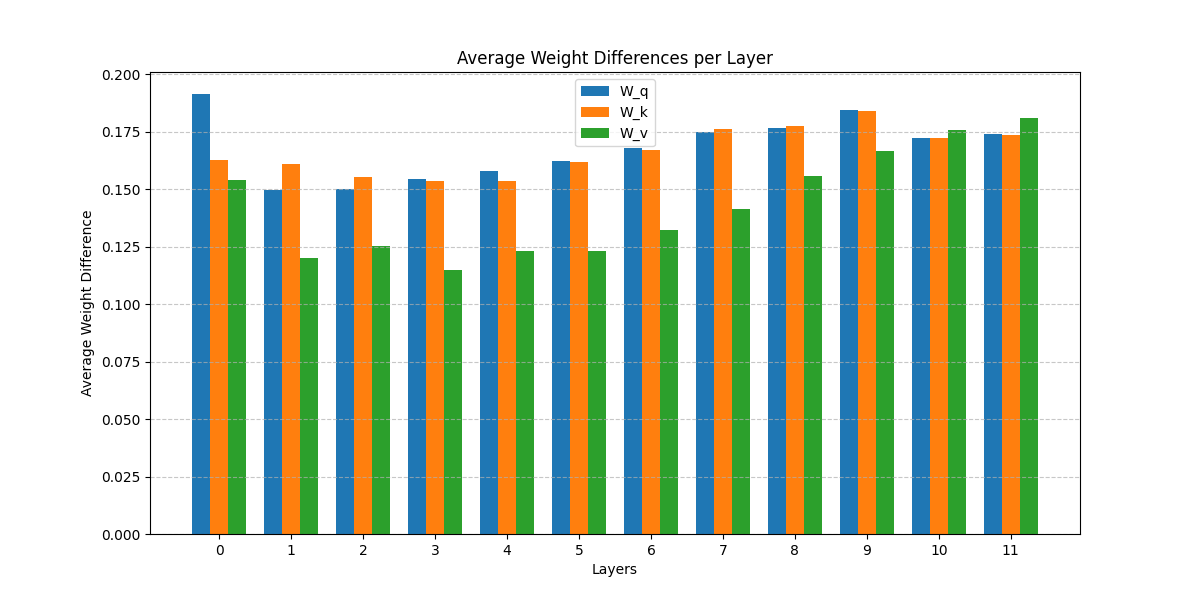 Average Weight Differences per Layer
W_q
W_k
W_v
Average Weight Difference
0.200
0.175
0.150
0.125
0.100
0.075
0.050
0.025
0.000
0 1 2 3 4 5 6 7 8 9 10 11
Layers